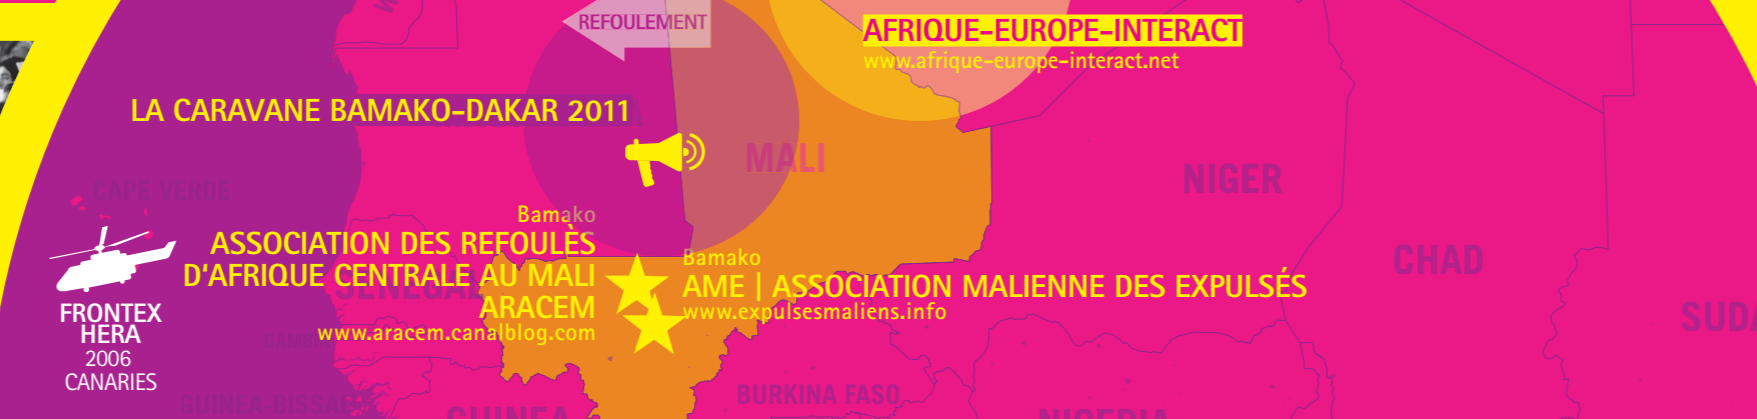 REFOULEMENT
AFRIQUE-EUROPE-INTERACT
www.afrique-europe-interact.net
LA CARAVANE BAMAKO-DAKAR 2011
MALI
NIGER
CAPE VERDE
CHAD
Bamako
ASSOCIATION DES REFOULÈS
D'AFRIQUE CENTRALE AU MALI
ARACEM
www.aracem.canalblog.com
SENEGAL
Bamako
AME | ASSOCIATION MALIENNE DES EXPULSÉS
www.expulsesmaliens.info
FRONTEX
HERA
2006
CANARIES
BURKINA FASO